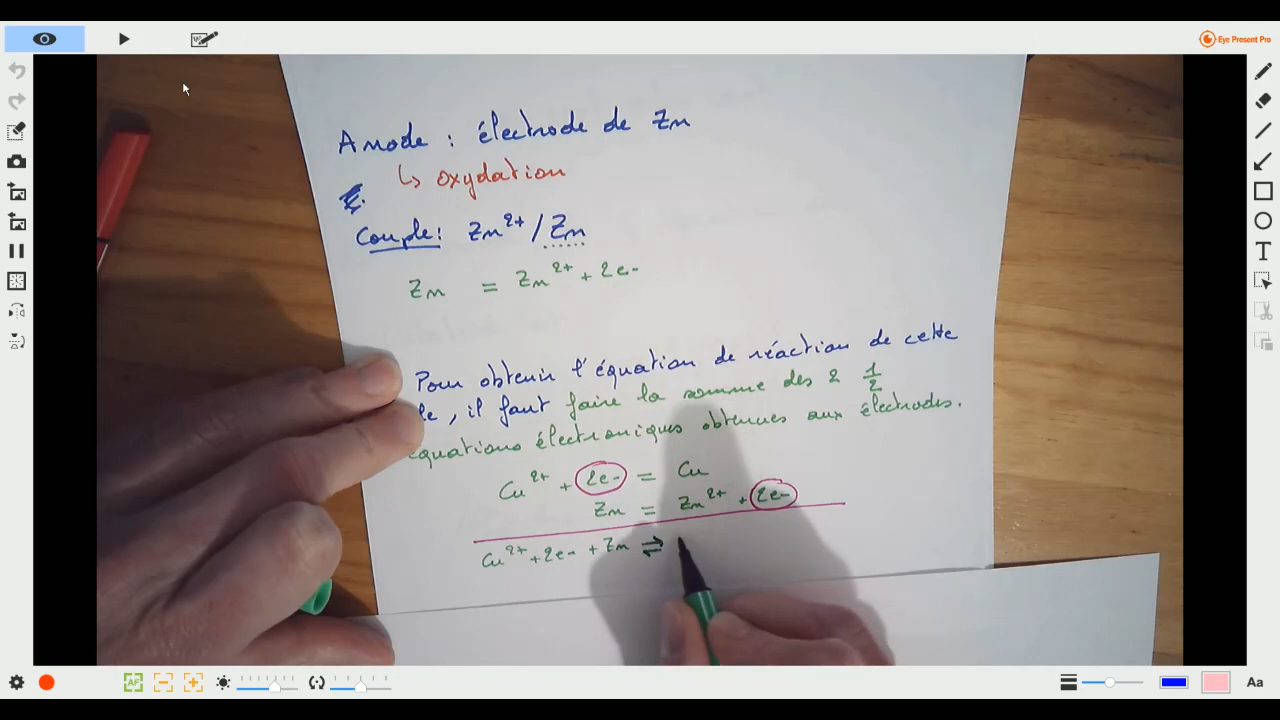 Eye Present Pro
Anode : électrode de Zn
↳ oxydation
Couple : Zn²⁺ / Zn
Zn = Zn²⁺ + 2e-
Pour obtenir l'équation de réaction de cette
le, il faut faire la somme des 2 1/2
équations électroniques obtenues aux électrodes.
Cu²⁺ + 2e- = Cu
Zn = Zn²⁺ + 2e-
Cu²⁺ + 2e- + Zn ⇌
AF
T
Aa